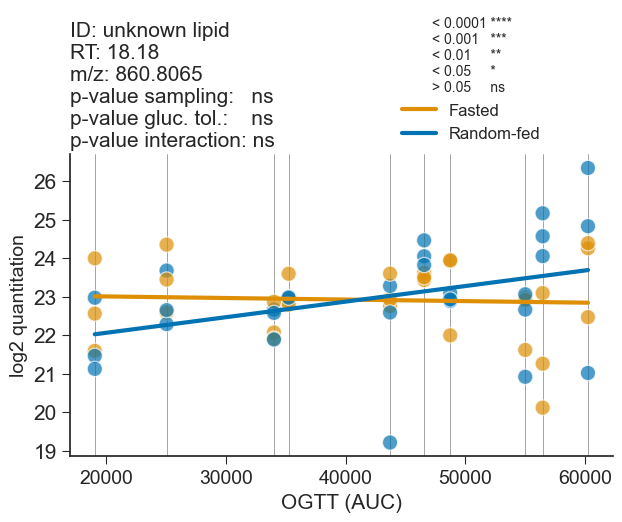 ID: unknown lipid
RT: 18.18
m/z: 860.8065
p-value sampling: ns
p-value gluc. tol.: ns
p-value interaction: ns
< 0.0001 ****
< 0.001 ***
< 0.01 **
< 0.05 *
> 0.05 ns
Fasted
Random-fed
26
25
24
23
22
21
20
19
log2 quantitation
20000 30000 40000 50000 60000
OGTT (AUC)